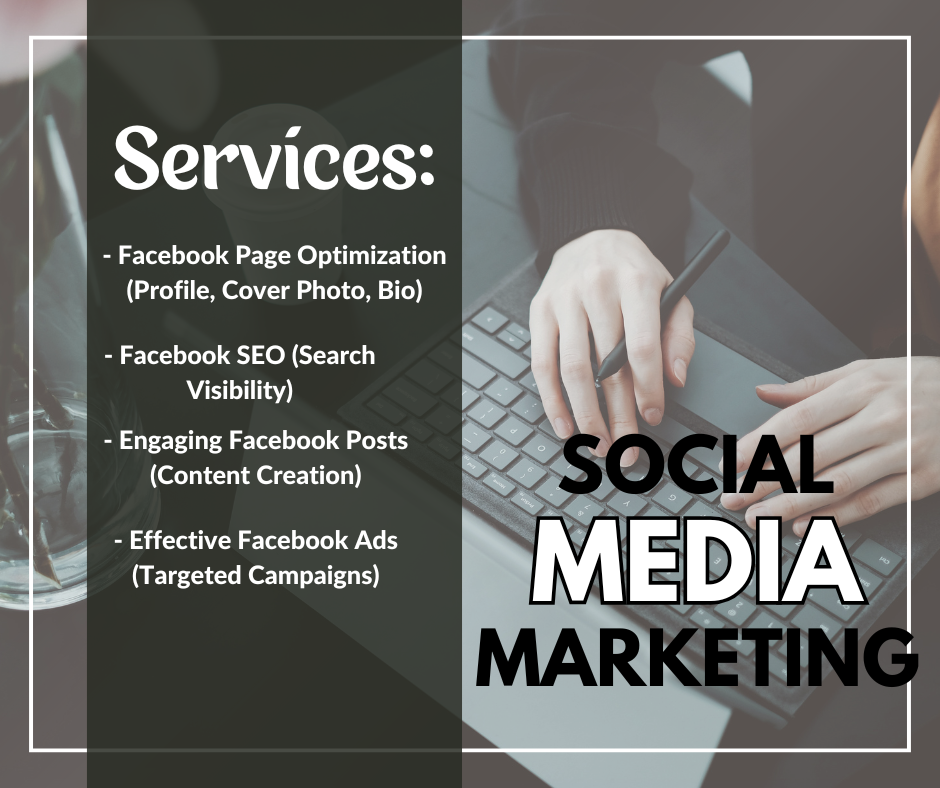 Services:
- Facebook Page Optimization
(Profile, Cover Photo, Bio)
- Facebook SEO (Search
Visibility)
- Engaging Facebook Posts
(Content Creation)
- Effective Facebook Ads
(Targeted Campaigns)
SOCIAL
MEDIA
MARKETING